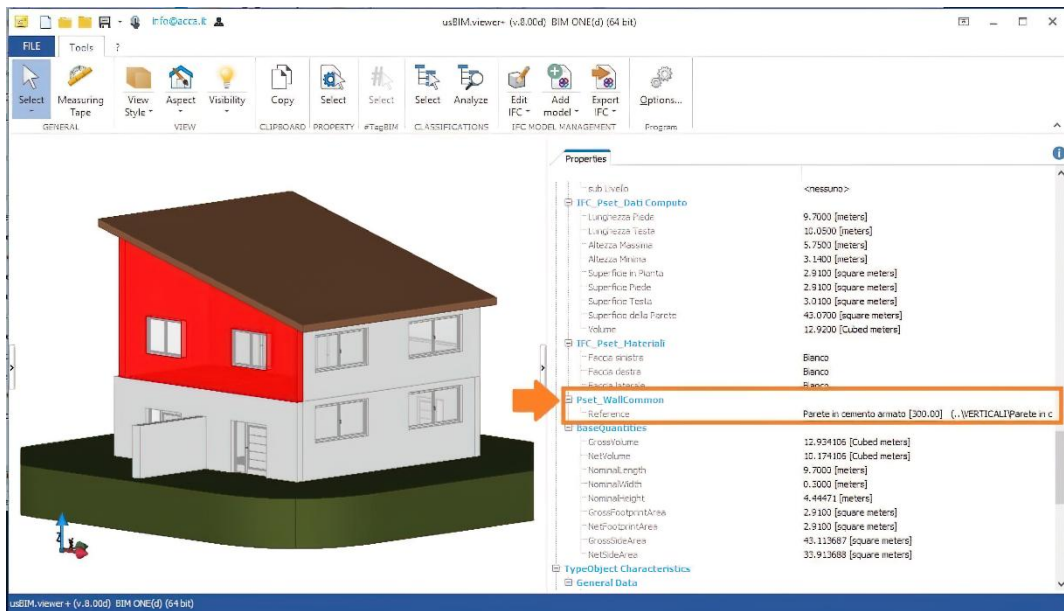 info@acca.it
usBIM.viewer+ (v.8.00d) BIM ONE(d) (64 bit)
FILE
Tools
?
Select
Measuring
Tape
View
Style
Aspect
Visibility
Copy
Select
Select
Select
Analyze
Edit
IFC
Add
model
Export
IFC
Options...
GENERAL
VIEW
CLIPBOARD
PROPERTY
#TagBIM
CLASSIFICATIONS
IFC MODEL MANAGEMENT
Program
Properties
sub Livello <nessuno>
IFC_Pset_Dati Computo
Lunghezza Piede 9.7000 [meters]
Lunghezza Testa 10.0500 [meters]
Altezza Massima 5.7500 [meters]
Altezza Minima 3.1400 [meters]
Superficie in Pianta 2.9100 [square meters]
Superficie Piede 2.9100 [square meters]
Superficie Testa 3.0100 [square meters]
Superficie della Parete 43.0700 [square meters]
Volume 12.9200 [Cubed meters]
IFC_Pset_Materiali
Faccia sinistra Bianco
Faccia destra Bianco
Faccia laterale Bianco
Pset_WallCommon
Reference Parete in cemento armato [300.00] (..\VERTICALI\Parete in c
BaseQuantities
GrossVolume 12.934106 [Cubed meters]
NetVolume 10.174106 [Cubed meters]
NominalLength 9.7000 [meters]
NominalWidth 0.3000 [meters]
NominalHeight 4.44471 [meters]
GrossFootprintArea 2.9100 [square meters]
NetFootprintArea 2.9100 [square meters]
GrossSideArea 43.113687 [square meters]
NetSideArea 33.913688 [square meters]
TypeObject Characteristics
General Data
Z
usBIM.viewer+ (v.8.00d) BIM ONE(d) (64 bit)